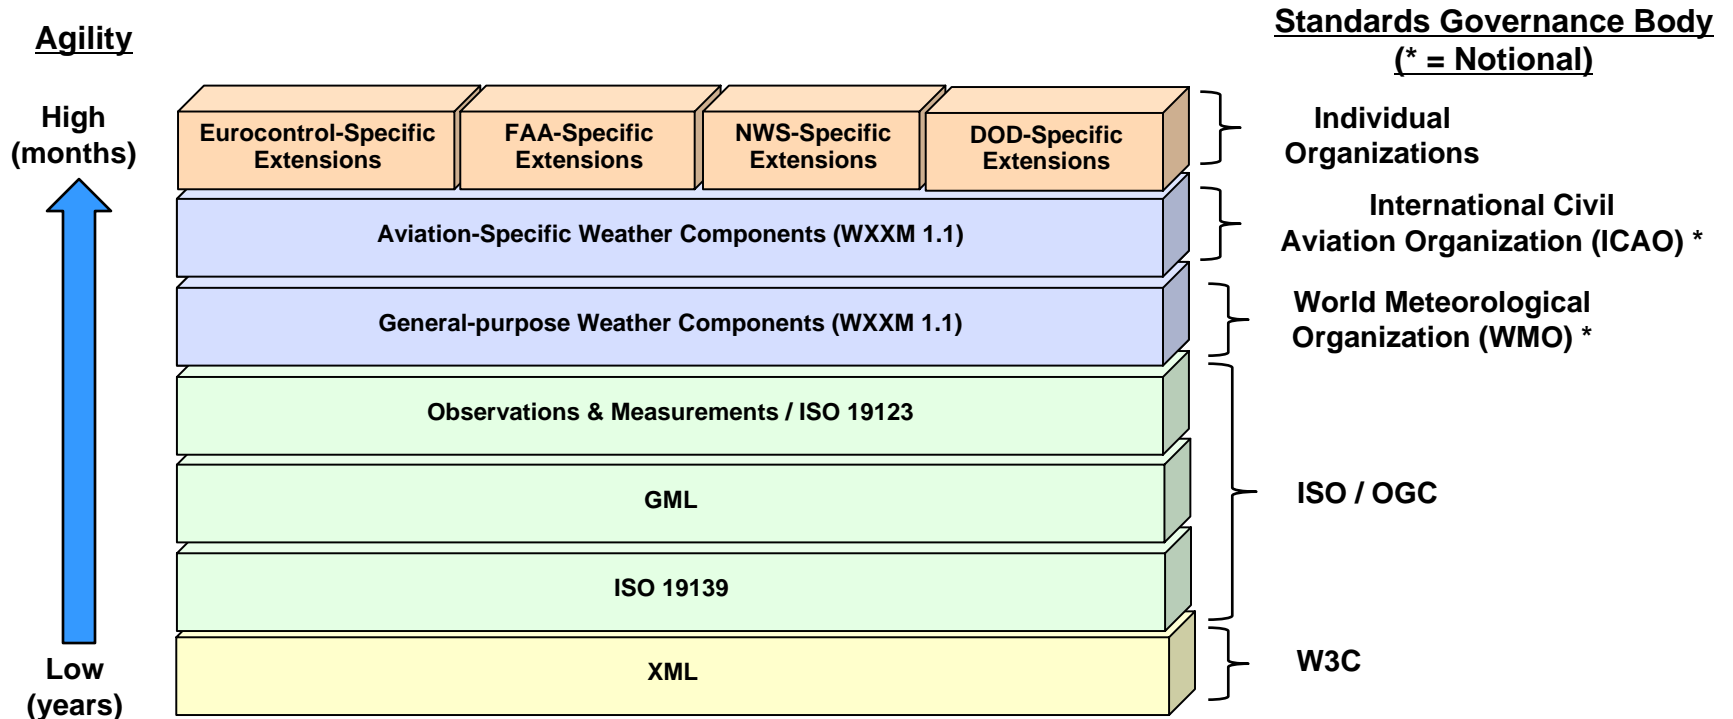 Agility
Standards Governance Body
(* = Notional)
High
(months)
Eurocontrol-Specific
Extensions
FAA-Specific
Extensions
NWS-Specific
Extensions
DOD-Specific
Extensions
Individual
Organizations
Aviation-Specific Weather Components (WXXM 1.1)
International Civil
Aviation Organization (ICAO) *
General-purpose Weather Components (WXXM 1.1)
World Meteorological
Organization (WMO) *
Observations & Measurements / ISO 19123
GML
ISO / OGC
ISO 19139
Low
(years)
XML
W3C